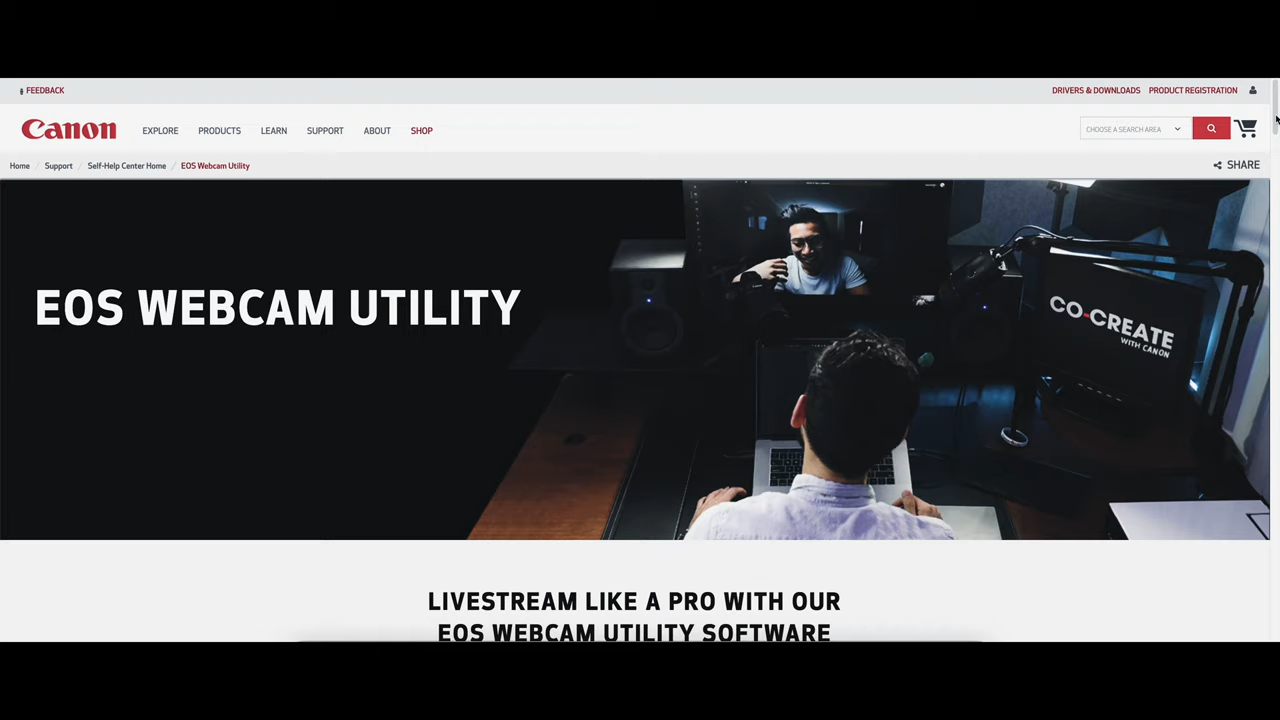 FEEDBACK
DRIVERS & DOWNLOADS PRODUCT REGISTRATION
Canon EXPLORE PRODUCTS LEARN SUPPORT ABOUT SHOP CHOOSE A SEARCH AREA
Home / Support / Self-Help Center Home / EOS Webcam Utility SHARE
EOS WEBCAM UTILITY
CO-CREATE
WITH CANON
LIVESTREAM LIKE A PRO WITH OUR
EOS WEBCAM UTILITY SOFTWARE